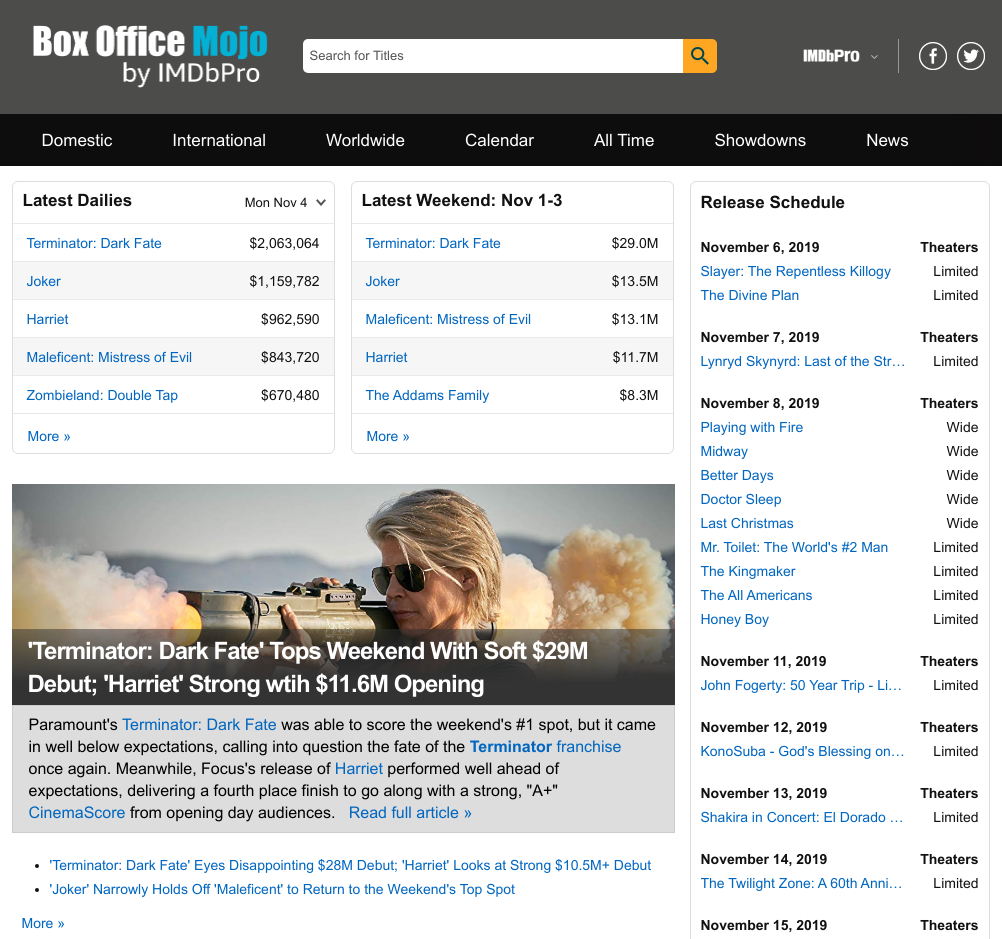 Box Office Mojo
by IMDbPro
Search for Titles
IMDbPro
Domestic International Worldwide Calendar All Time Showdowns News
Latest Dailies Mon Nov 4
Terminator: Dark Fate $2,063,064
Joker $1,159,782
Harriet $962,590
Maleficent: Mistress of Evil $843,720
Zombieland: Double Tap $670,480
More »
Latest Weekend: Nov 1-3
Terminator: Dark Fate $29.0M
Joker $13.5M
Maleficent: Mistress of Evil $13.1M
Harriet $11.7M
The Addams Family $8.3M
More »
'Terminator: Dark Fate' Tops Weekend With Soft $29M
Debut; 'Harriet' Strong wtih $11.6M Opening
Paramount's Terminator: Dark Fate was able to score the weekend's #1 spot, but it came
in well below expectations, calling into question the fate of the Terminator franchise
once again. Meanwhile, Focus's release of Harriet performed well ahead of
expectations, delivering a fourth place finish to go along with a strong, "A+"
CinemaScore from opening day audiences. Read full article »
• 'Terminator: Dark Fate' Eyes Disappointing $28M Debut; 'Harriet' Looks at Strong $10.5M+ Debut
• 'Joker' Narrowly Holds Off 'Maleficent' to Return to the Weekend's Top Spot
More »
Release Schedule
November 6, 2019 Theaters
Slayer: The Repentless Killogy Limited
The Divine Plan Limited
November 7, 2019 Theaters
Lynryd Skynyrd: Last of the Str… Limited
November 8, 2019 Theaters
Playing with Fire Wide
Midway Wide
Better Days Wide
Doctor Sleep Wide
Last Christmas Wide
Mr. Toilet: The World's #2 Man Limited
The Kingmaker Limited
The All Americans Limited
Honey Boy Limited
November 11, 2019 Theaters
John Fogerty: 50 Year Trip - Li… Limited
November 12, 2019 Theaters
KonoSuba - God's Blessing on… Limited
November 13, 2019 Theaters
Shakira in Concert: El Dorado … Limited
November 14, 2019 Theaters
The Twilight Zone: A 60th Anni… Limited
November 15, 2019 Theaters